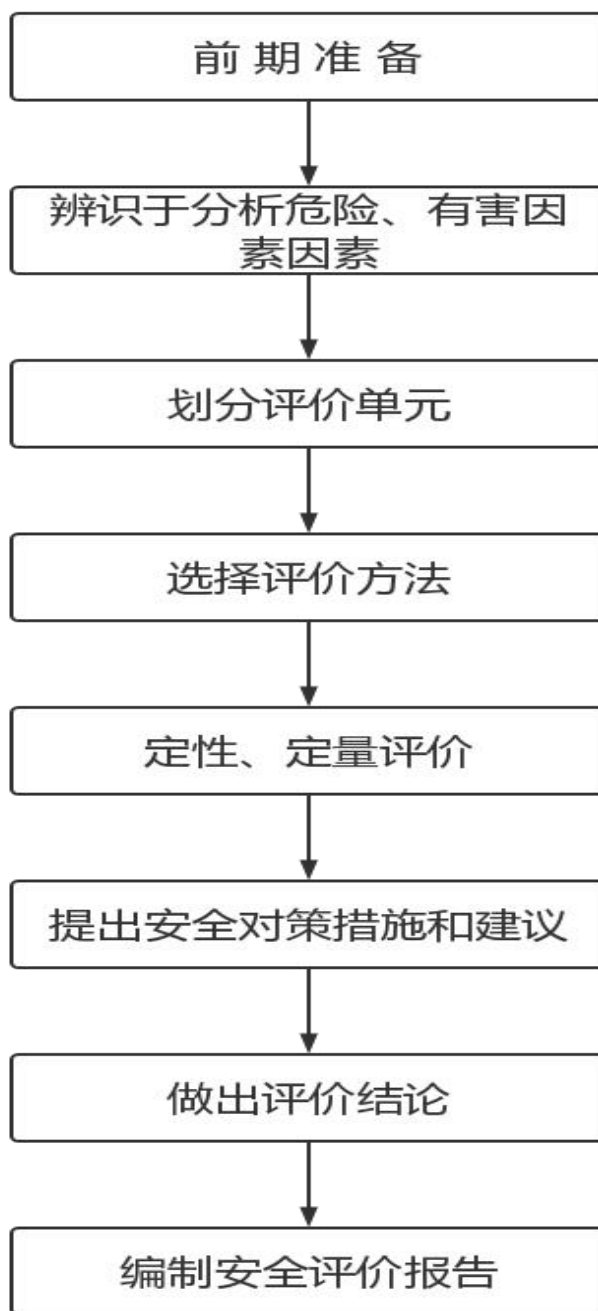 前 期 准 备
辨识于分析危险、有害因
素因素
划分评价单元
选择评价方法
定性、定量评价
提出安全对策措施和建议
做出评价结论
编制安全评价报告